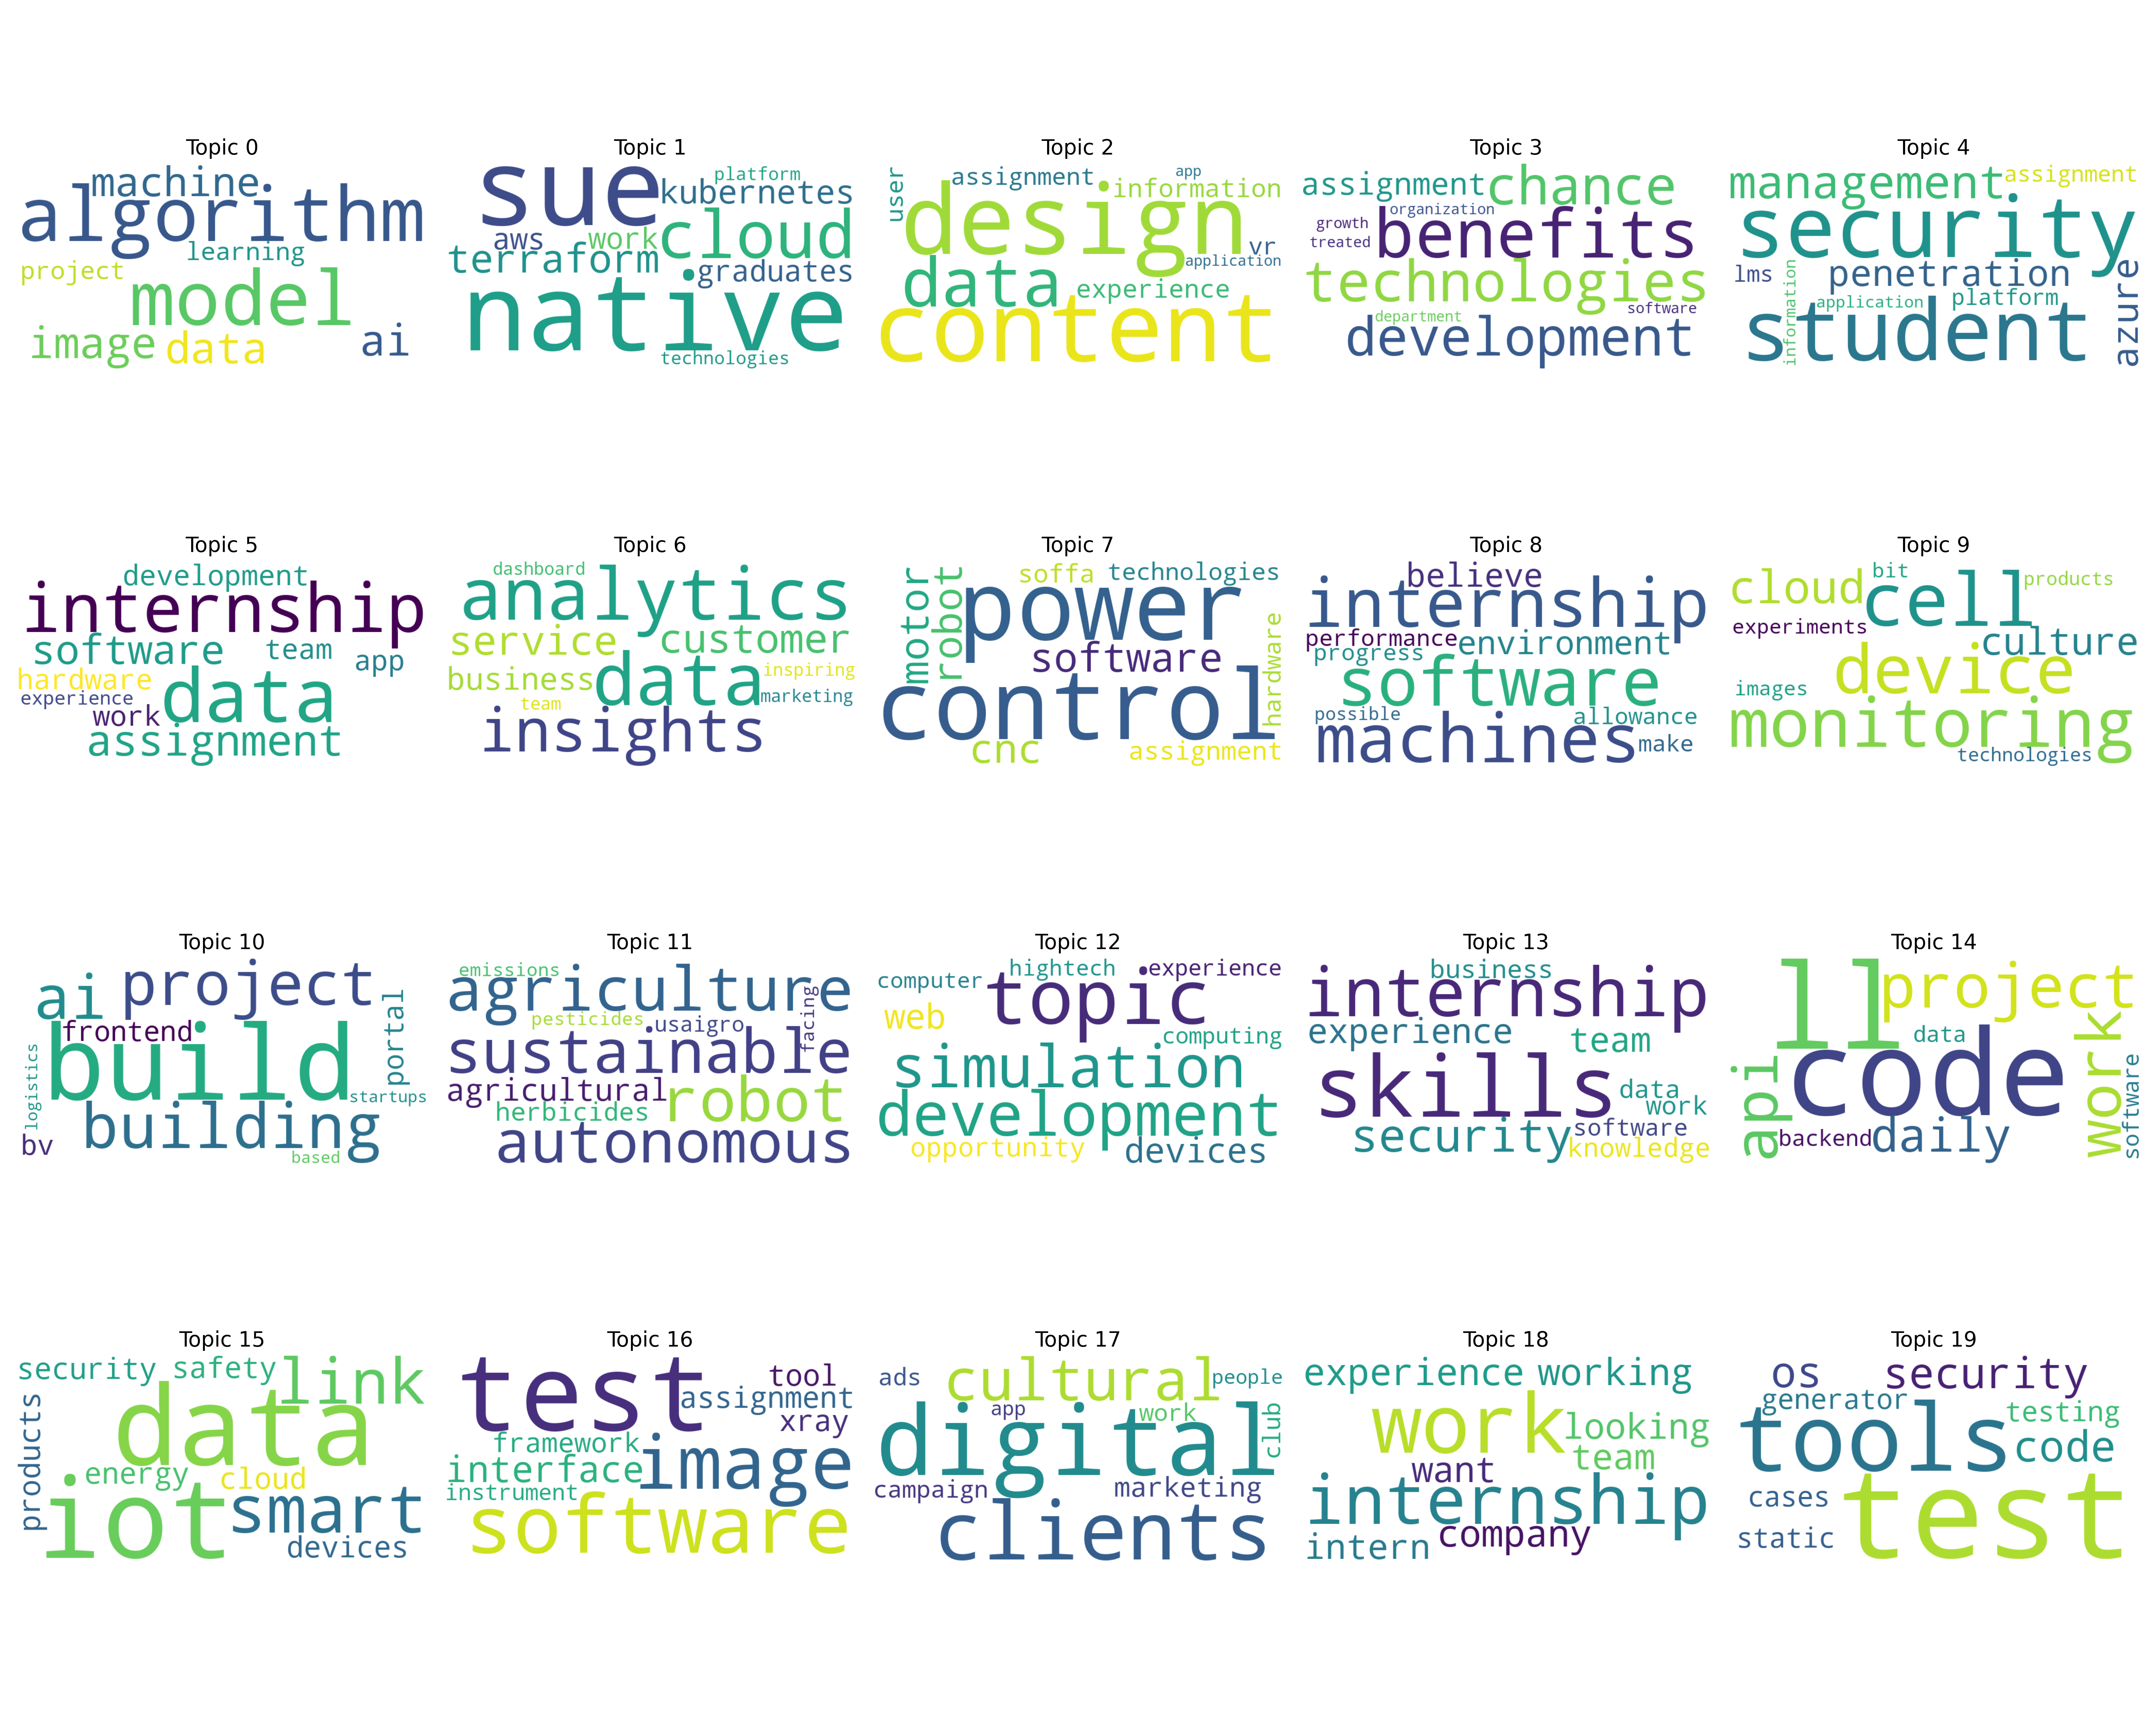 Topic 0
machine
algorithm
learning
project
model
image data ai
Topic 1
sue
platform
kubernetes
aws work cloud
terraform
graduates
native
technologies
Topic 2
user
assignment
app
information
design
vr
application
data
experience
content
Topic 3
assignment chance
organization
growth
treated
benefits
technologies
software
department
development
Topic 4
management assignment
security
lms penetration
information
application platform
azure
student
Topic 5
development
internship
software team app
hardware
experience
data
work
assignment
Topic 6
dashboard
analytics
service customer
business data inspiring
team marketing
insights
Topic 7
motor
robot
soffa technologies
power
software
hardware
control
cnc assignment
Topic 8
believe
internship
performance environment
progress
software
possible allowance
machines make
Topic 9
cloud bit cell products
experiments culture
device
images
monitoring
technologies
Topic 10
ai project
frontend portal
build
logistics startups
building
bv based
Topic 11
emissions
agriculture
pesticides usaigro facing
sustainable
agricultural robot
herbicides
autonomous
Topic 12
computer hightech experience
topic
web
computing
simulation
development
opportunity devices
Topic 13
business
internship
experience team
skills data
work
security software
knowledge
Topic 14
ll project
data
code work
api
backend daily software
Topic 15
security safety link
data
products
energy cloud
iot smart
devices
Topic 16
test tool
assignment
xray
framework
interface image
instrument
software
Topic 17
ads cultural people
app work club
digital
campaign marketing
clients
Topic 18
experience working
work looking
want team
internship
intern company
Topic 19
os security
generator
tools testing
code
cases
static test